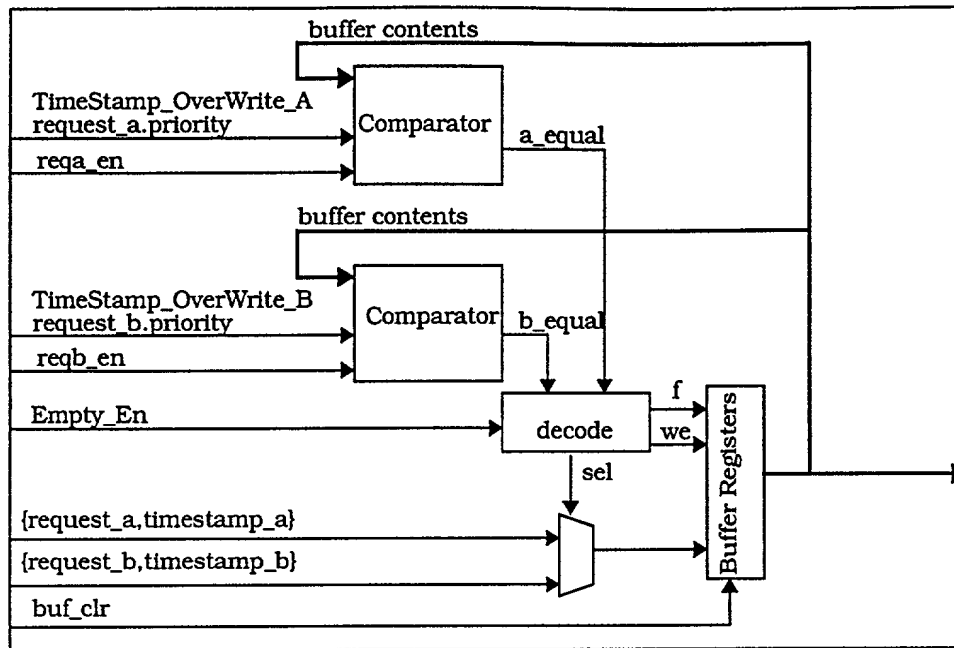 buffer contents
TimeStamp_OverWrite_A
request_a.priority
Comparator
a_equal
reqa_en
buffer contents
TimeStamp_OverWrite_B
request_b.priority
Comparator
b_equal
reqb_en
Empty_En
decode
f
we
Buffer Registers
sel
{request_a,timestamp_a}
{request_b,timestamp_b}
buf_clr